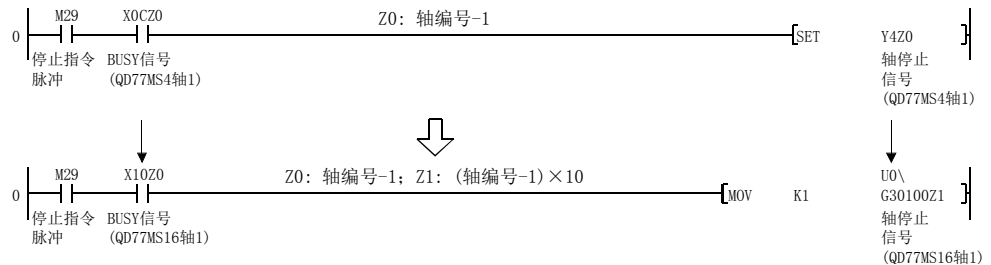 M29 X0CZ0 Z0: 轴编号-1
0 SET Y4Z0
停止指令 BUSY信号 轴停止
脉冲 (QD77MS4轴1) 信号
(QD77MS4轴1)
M29 X10Z0 Z0: 轴编号-1; Z1: (轴编号-1)×10 U0\
0 MOV K1 G30100Z1
停止指令 BUSY信号 轴停止
脉冲 (QD77MS16轴1) 信号
(QD77MS16轴1)